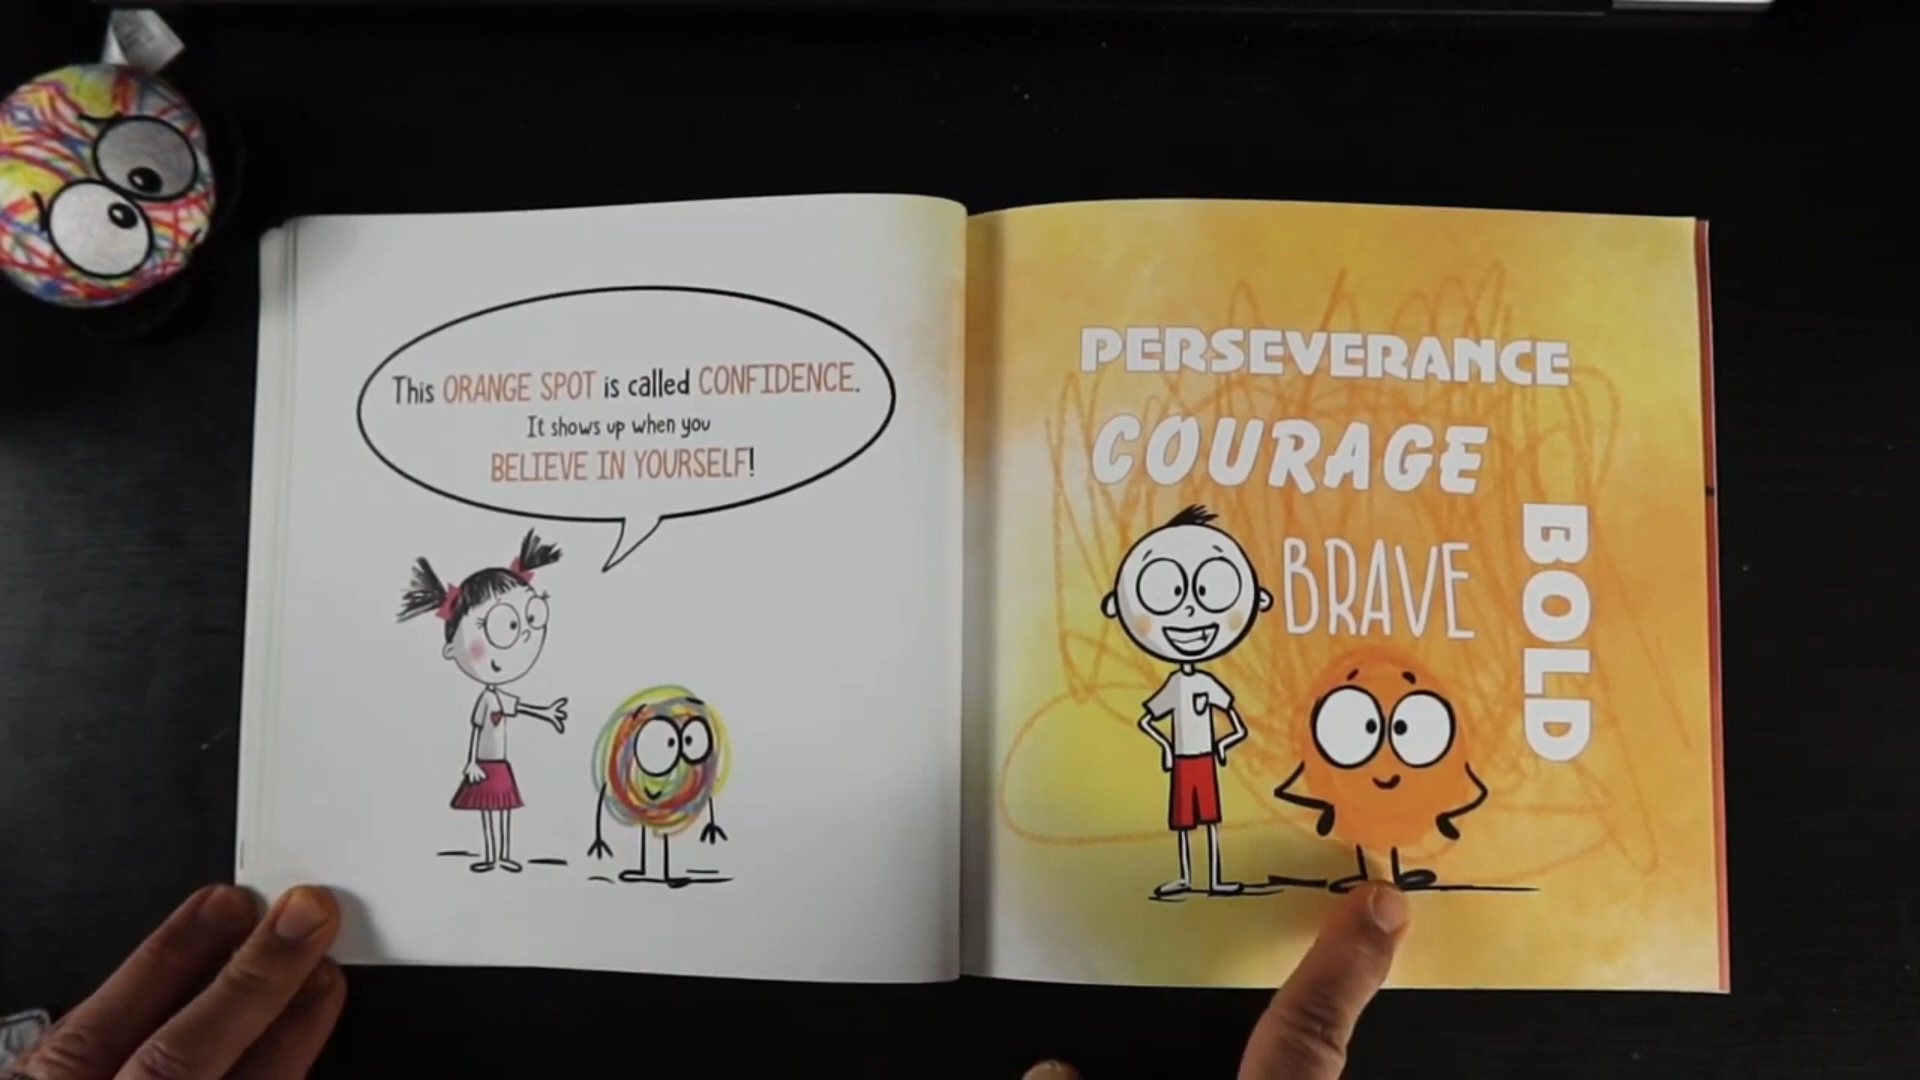 This ORANGE SPOT is called CONFIDENCE.
It shows up when you
BELIEVE IN YOURSELF!
PERSEVERANCE
COURAGE
BRAVE
BOLD